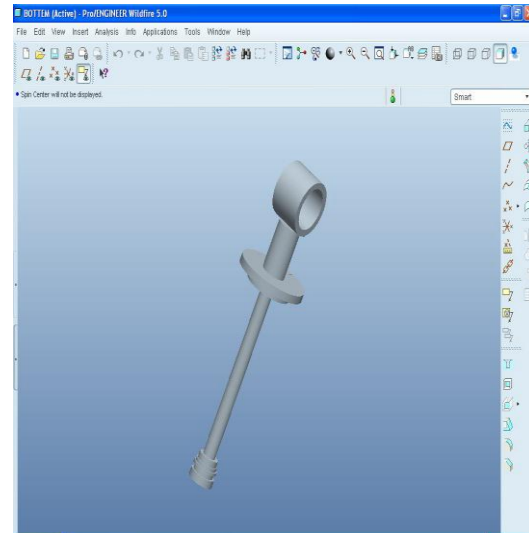 BOTTEM (Active) - Pro/ENGINEER Wildfire 5.0
File Edit View Insert Analysis Info Applications Tools Window Help
• Spin Center will not be displayed.
Smart